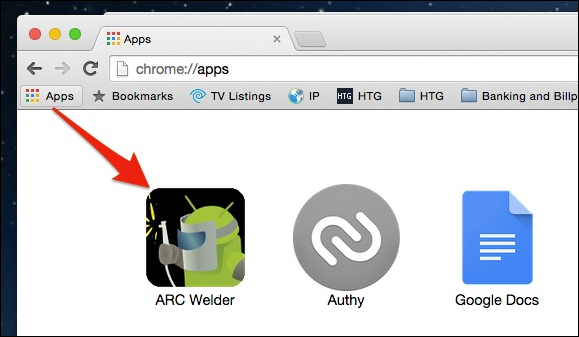 Apps
chrome://apps
Apps Bookmarks TV Listings IP HTG HTG HTG Banking and Billp
ARC Welder Authy Google Docs